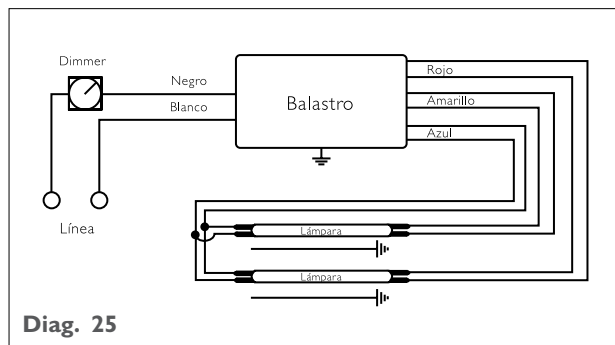 Dimmer
Negro
Blanco
Balastro
Rojo
Amarillo
Azul
Línea
Lámpara
Lámpara
Diag. 25